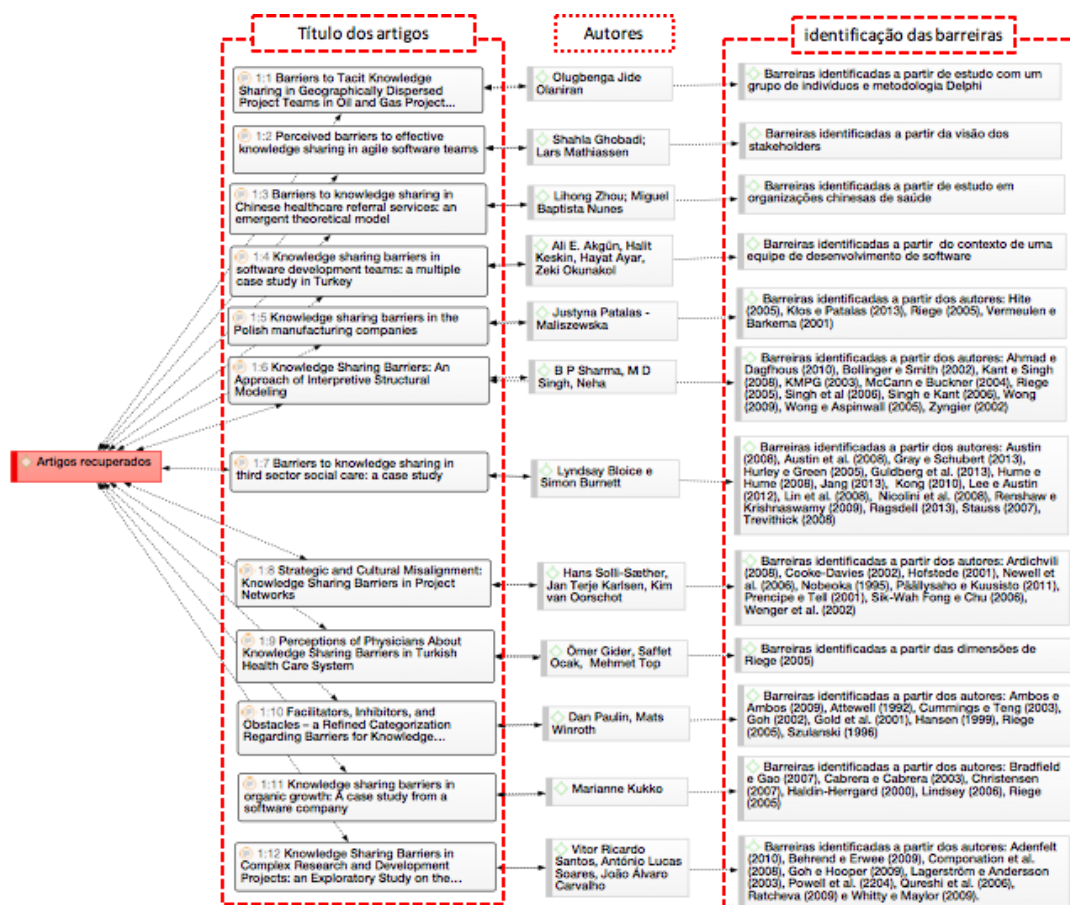 Título dos artigos
Autores
identificação das barreiras
1:1 Barriers to Tacit Knowledge
Sharing in Geographically Dispersed
Project Teams in Oil and Gas Project...
Olugbenga Jide
Olaniran
Barreiras identificadas a partir de estudo com um
grupo de indivíduos e metodologia Delphi
1:2 Perceived barriers to effective
knowledge sharing in agile software teams
Shahla Ghobadi;
Lars Mathiassen
Barreiras identificadas a partir da visão dos
stakeholders
1:3 Barriers to knowledge sharing in
Chinese healthcare referral services: an
emergent theoretical model
Lihong Zhou; Miguel
Baptista Nunes
Barreiras identificadas a partir de estudo em
organizações chinesas de saúde
1:4 Knowledge sharing barriers in
software development teams: a multiple
case study in Turkey
Ali E. Akgün, Halit
Keskin, Hayat Ayar,
Zeki Okunakol
Barreiras identificadas a partir do contexto de uma
equipe de desenvolvimento de software
1:5 Knowledge sharing barriers in the
Polish manufacturing companies
Justyna Patalas -
Maliszewska
Barreiras identificadas a partir dos autores: Hite
(2005), Kłos e Patalas (2013), Riege (2005), Vermeulen e
Barkema (2001)
1:6 Knowledge Sharing Barriers: An
Approach of Interpretive Structural
Modeling
B P Sharma, M D
Singh, Neha
Barreiras identificadas a partir dos autores: Ahmad e
Dagfhous (2010), Bollinger e Smith (2002), Kant e Singh
(2008), KMPG (2003), McCann e Buckner (2004), Riege
(2005), Singh et al (2006), Singh e Kant (2006), Wong
(2009), Wong e Aspinwall (2005), Zyngier (2002)
Artigos recuperados
1:7 Barriers to knowledge sharing in
third sector social care: a case study
Lyndsay Bloice e
Simon Burnett
Barreiras identificadas a partir dos autores: Austin
(2008), Austin et al. (2008), Gray e Schubert (2013),
Hurley e Green (2005), Guldberg et al. (2013), Hume e
Hume (2008), Jang (2013), Kong (2010), Lee e Austin
(2012), Lin et al. (2008), Nicolini et al. (2008), Renshaw e
Krishnaswamy (2009), Ragsdell (2013), Stauss (2007),
Trevithick (2008)
1:8 Strategic and Cultural Misalignment:
Knowledge Sharing Barriers in Project
Networks
Hans Solli-Sæther,
Jan Terje Karlsen, Kim
van Oorschot
Barreiras identificadas a partir dos autores: Ardichvili
(2008), Cooke-Davies (2002), Hofstede (2001), Newell et
al. (2006), Nobeoka (1995), Päällysaho e Kuusisto (2011),
Prencipe e Tell (2001), Sik-Wah Fong e Chu (2006),
Wenger et al. (2002)
1:9 Perceptions of Physicians About
Knowledge Sharing Barriers in Turkish
Health Care System
Ömer Gider, Saffet
Ocak, Mehmet Top
Barreiras identificadas a partir das dimensões de
Riege (2005)
1:10 Facilitators, Inhibitors, and
Obstacles – a Refined Categorization
Regarding Barriers for Knowledge...
Dan Paulin, Mats
Winroth
Barreiras identificadas a partir dos autores: Ambos e
Ambos (2009), Attewell (1992), Cummings e Teng (2003),
Goh (2002), Gold et al. (2001), Hansen (1999), Riege
(2005), Szulanski (1996)
1:11 Knowledge sharing barriers in
organic growth: A case study from a
software company
Marianne Kukko
Barreiras identificadas a partir dos autores: Bradfield
e Gao (2007), Cabrera e Cabrera (2003), Christensen
(2007), Haldin-Herrgard (2000), Lindsey (2006), Riege
(2005)
1:12 Knowledge Sharing Barriers in
Complex Research and Development
Projects: an Exploratory Study on the...
Vitor Ricardo
Santos, António Lucas
Soares, João Álvaro
Carvalho
Barreiras identificadas a partir dos autores: Adenfelt
(2010), Behrend e Erwee (2009), Componation et al.
(2008), Goh e Hooper (2009), Lagerström e Andersson
(2003), Powell et al. (2204), Qureshi et al. (2006),
Ratcheva (2009) e Whitty e Maylor (2009).